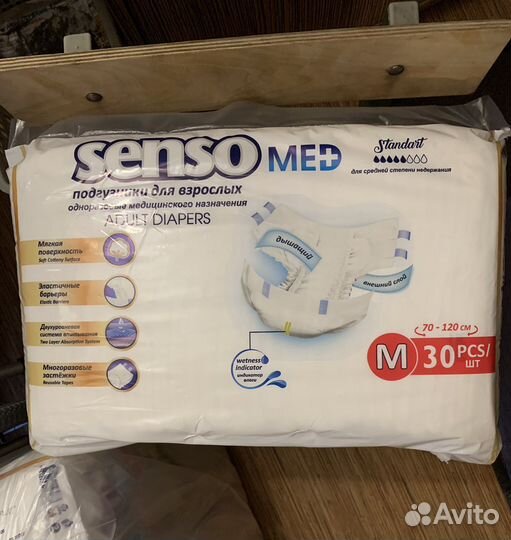 senso MED
подгузники для взрослых
одноразовые медицинского назначения
ADULT DIAPERS
Standart
для средней степени недержания
Мягкая
поверхность
Soft Cottony Surface
Эластичные
барьеры
Elastic Barriers
Двухуровневая
система впитывания
Two Layer Absorption System
Многоразовые
застёжки
Reusable Tapes
дышащий
внешний слой
wetness
indicator
индикатор
влаги
70 - 120 см
M 30 PCS/
шт
Avito